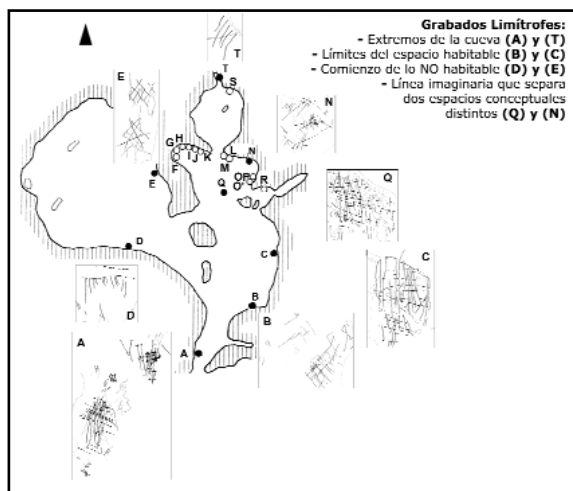 Grabados Limítrofes:
- Extremos de la cueva (A) y (T)
- Límites del espacio habitable (B) y (C)
- Comienzo de lo NO habitable (D) y (E)
- Línea imaginaria que separa
dos espacios conceptuales
distintos (Q) y (N)
T
E
T
S
N
H
G
I
J
K
L
N
F
M
O
P
R
E
Q
O
Q
D
C
C
B
D
B
A
A